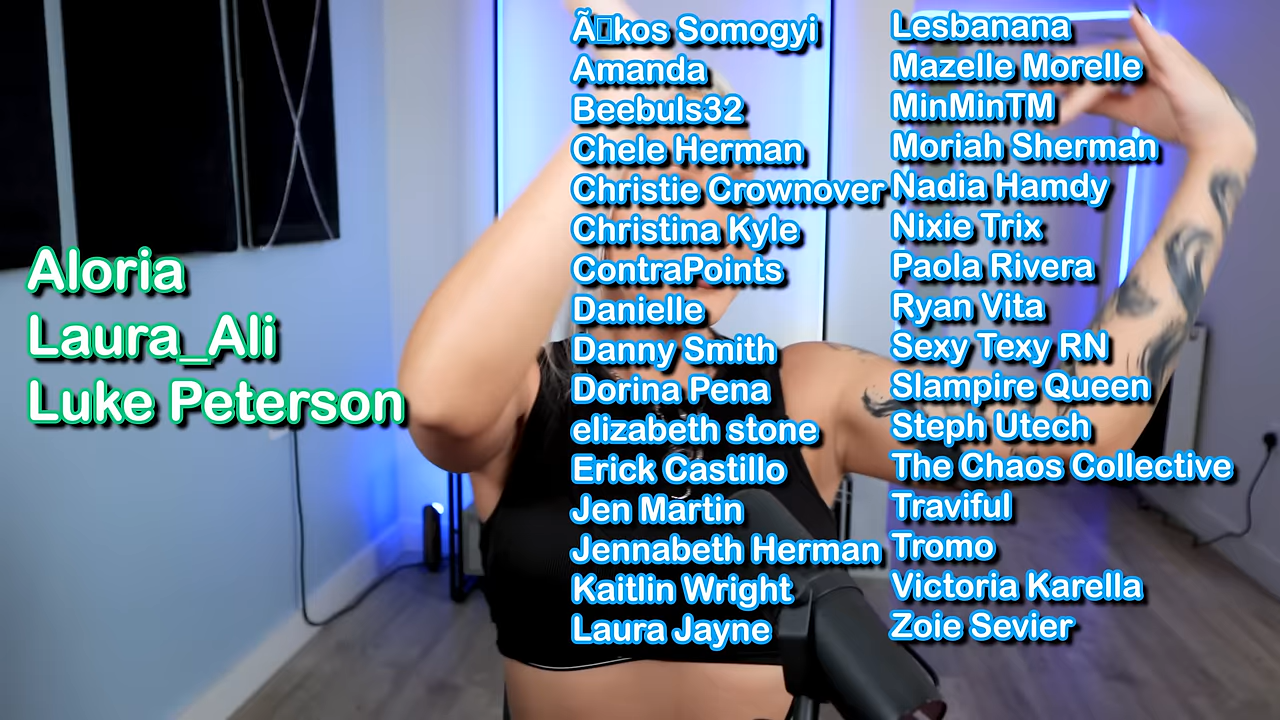 Aloria
Laura_Ali
Luke Peterson
Ã□kos Somogyi
Amanda
Beebuls32
Chele Herman
Christie Crownover
Christina Kyle
ContraPoints
Danielle
Danny Smith
Dorina Pena
elizabeth stone
Erick Castillo
Jen Martin
Jennabeth Herman
Kaitlin Wright
Laura Jayne
Lesbanana
Mazelle Morelle
MinMinTM
Moriah Sherman
Nadia Hamdy
Nixie Trix
Paola Rivera
Ryan Vita
Sexy Texy RN
Slampire Queen
Steph Utech
The Chaos Collective
Traviful
Tromo
Victoria Karella
Zoie Sevier